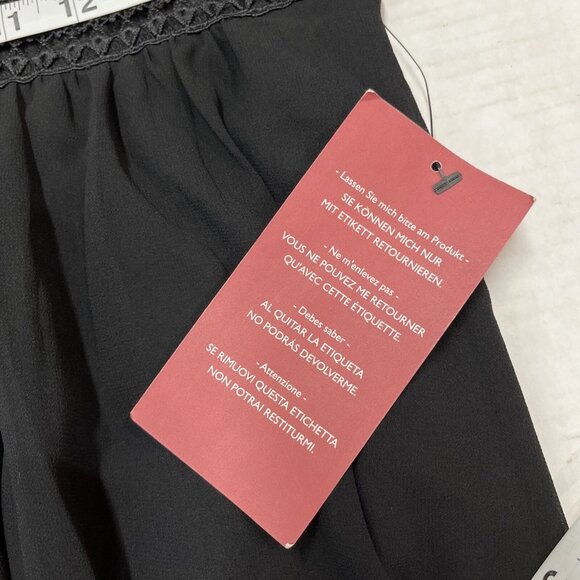 11 12
- Lassen Sie mich bitte am Produkt -
SIE KÖNNEN MICH NUR
MIT ETIKETT RETOURNIEREN.
- Ne m'enlevez pas -
VOUS NE POUVEZ ME RETOURNER
QU'AVEC CETTE ÉTIQUETTE.
- Debes saber -
AL QUITAR LA ETIQUETA
NO PODRÁS DEVOLVERME.
- Attenzione -
SE RIMUOVI QUESTA ETICHETTA
NON POTRAI RESTITUIRMI.